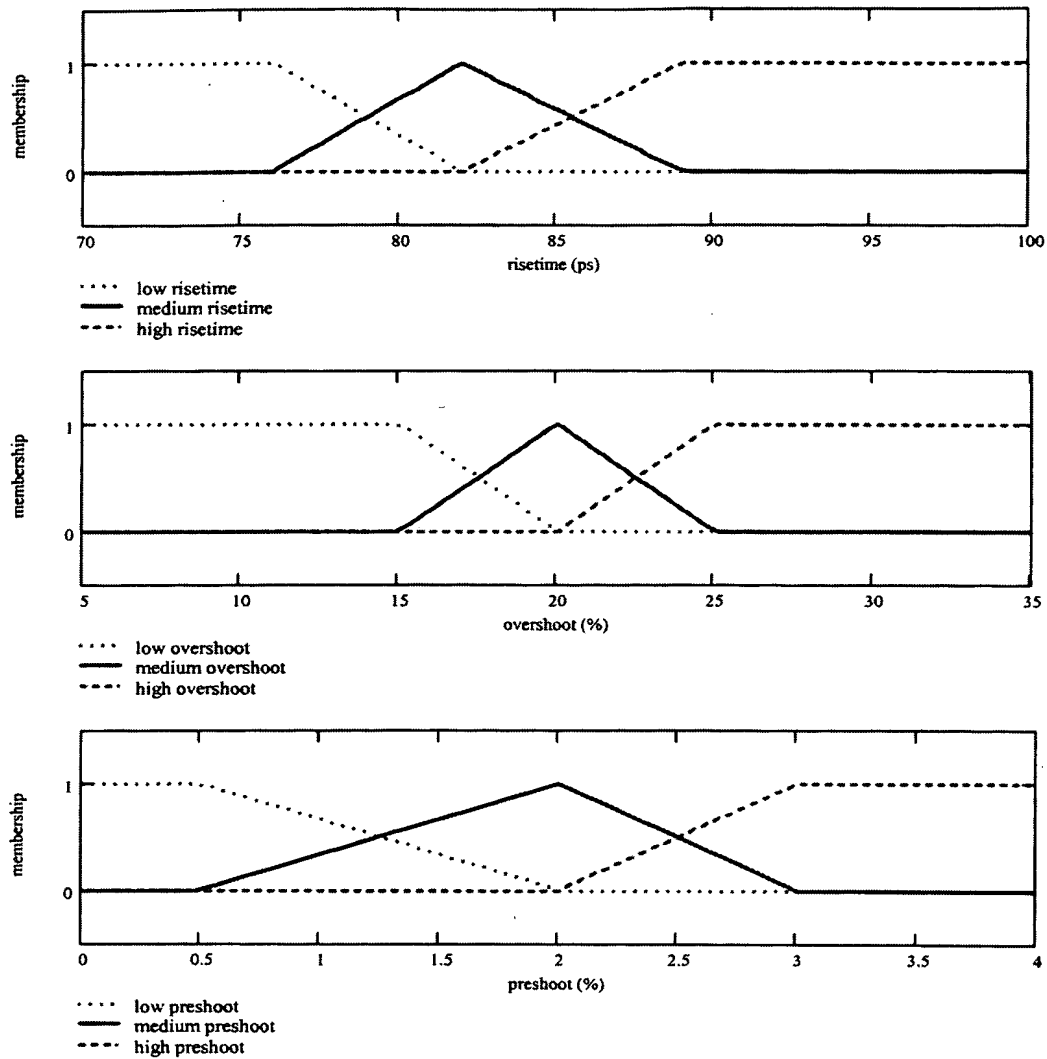 membership
1
0
70 75 80 85 90 95 100
risetime (ps)
low risetime
medium risetime
high risetime
membership
1
0
5 10 15 20 25 30 35
overshoot (%)
low overshoot
medium overshoot
high overshoot
membership
1
0
0 0.5 1 1.5 2 2.5 3 3.5 4
preshoot (%)
low preshoot
medium preshoot
high preshoot